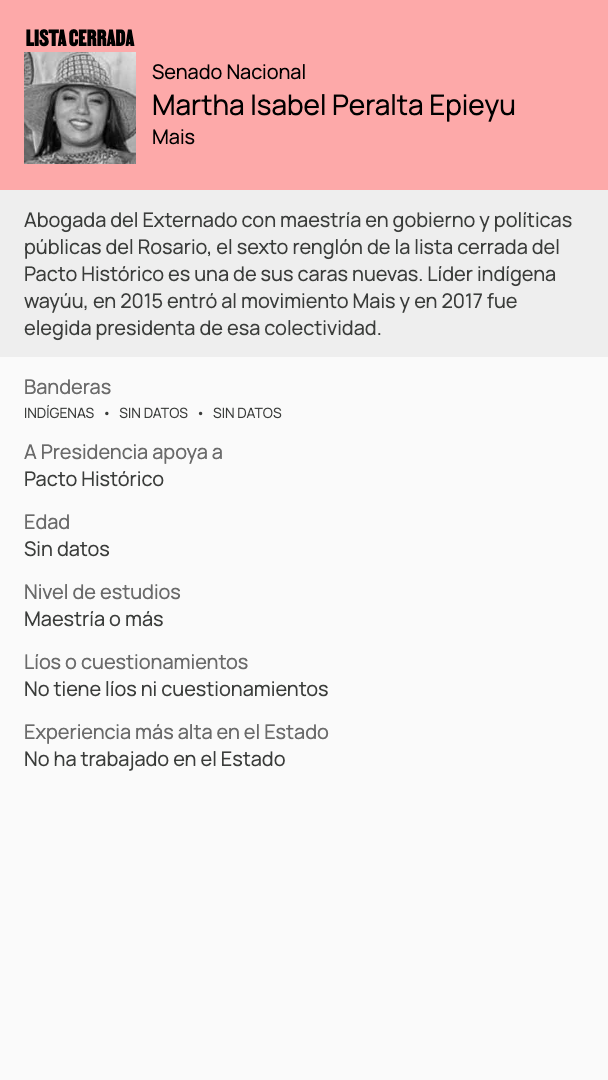 LISTA CERRADA
Senado Nacional
Martha Isabel Peralta Epieyu
Mais
Abogada del Externado con maestría en gobierno y políticas
públicas del Rosario, el sexto renglón de la lista cerrada del
Pacto Histórico es una de sus caras nuevas. Líder indígena
wayúu, en 2015 entró al movimiento Mais y en 2017 fue
elegida presidenta de esa colectividad.
Banderas
INDÍGENAS • SIN DATOS • SIN DATOS
A Presidencia apoya a
Pacto Histórico
Edad
Sin datos
Nivel de estudios
Maestría o más
Líos o cuestionamientos
No tiene líos ni cuestionamientos
Experiencia más alta en el Estado
No ha trabajado en el Estado